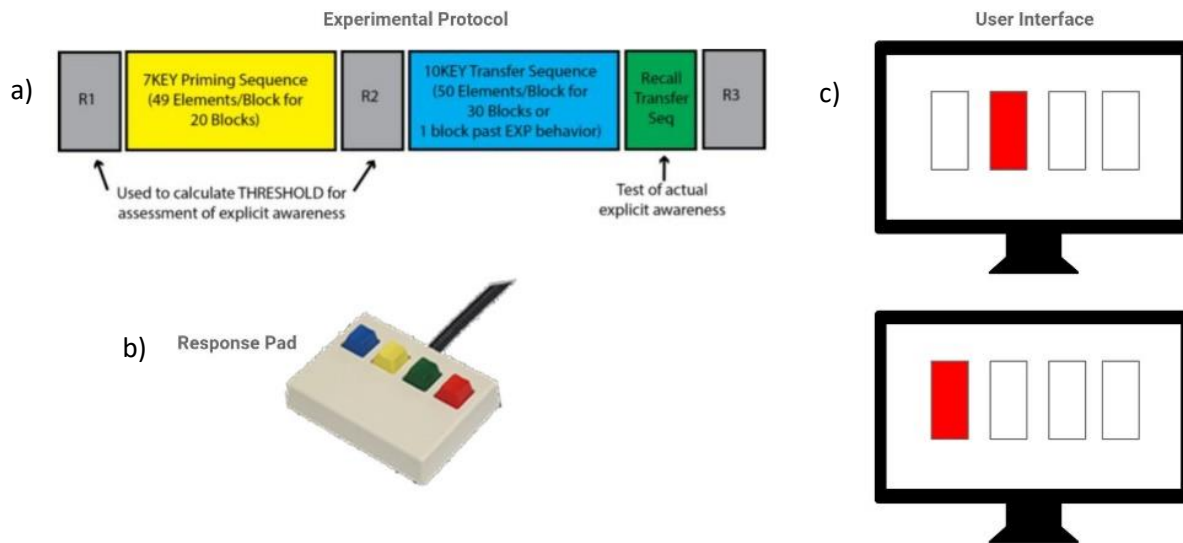 Experimental Protocol
User Interface
a)
R1
7KEY Priming Sequence
(49 Elements/Block for
20 Blocks)
R2
10KEY Transfer Sequence
(50 Elements/Block for
30 Blocks or
1 block past EXP behavior)
Recall
Transfer
Seq
R3
Used to calculate THRESHOLD for
assessment of explicit awareness
Test of actual
explicit awareness
b)
Response Pad
c)